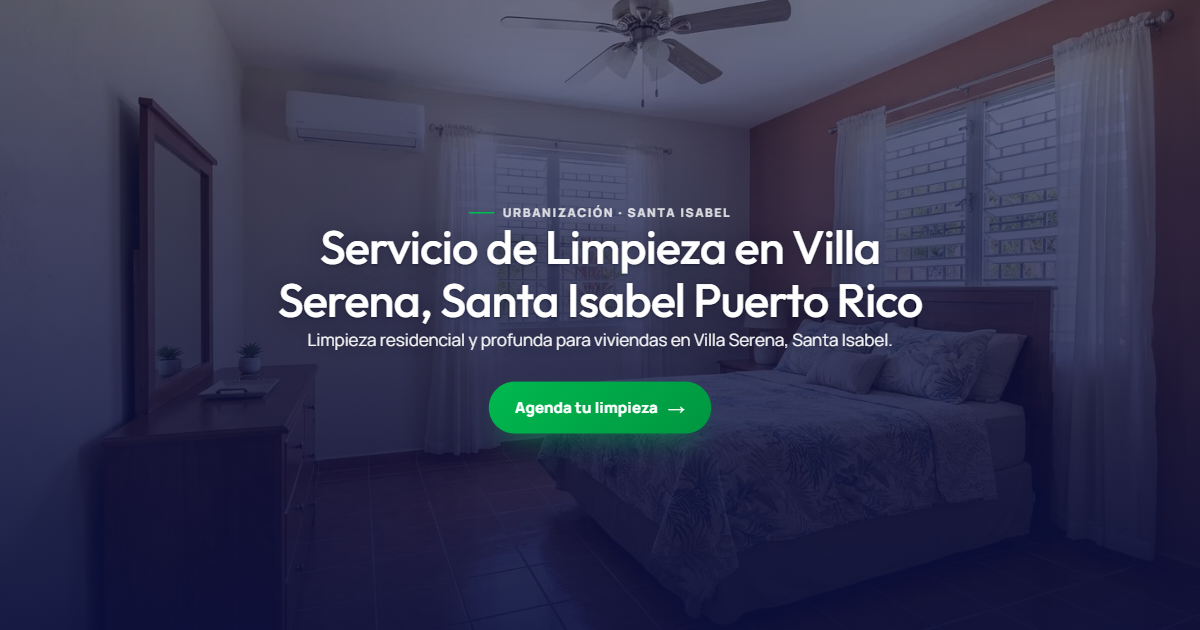 URBANIZACIÓN · SANTA ISABEL
Servicio de Limpieza en Villa
Serena, Santa Isabel Puerto Rico
Limpieza residencial y profunda para viviendas en Villa Serena, Santa Isabel.
Agenda tu limpieza →